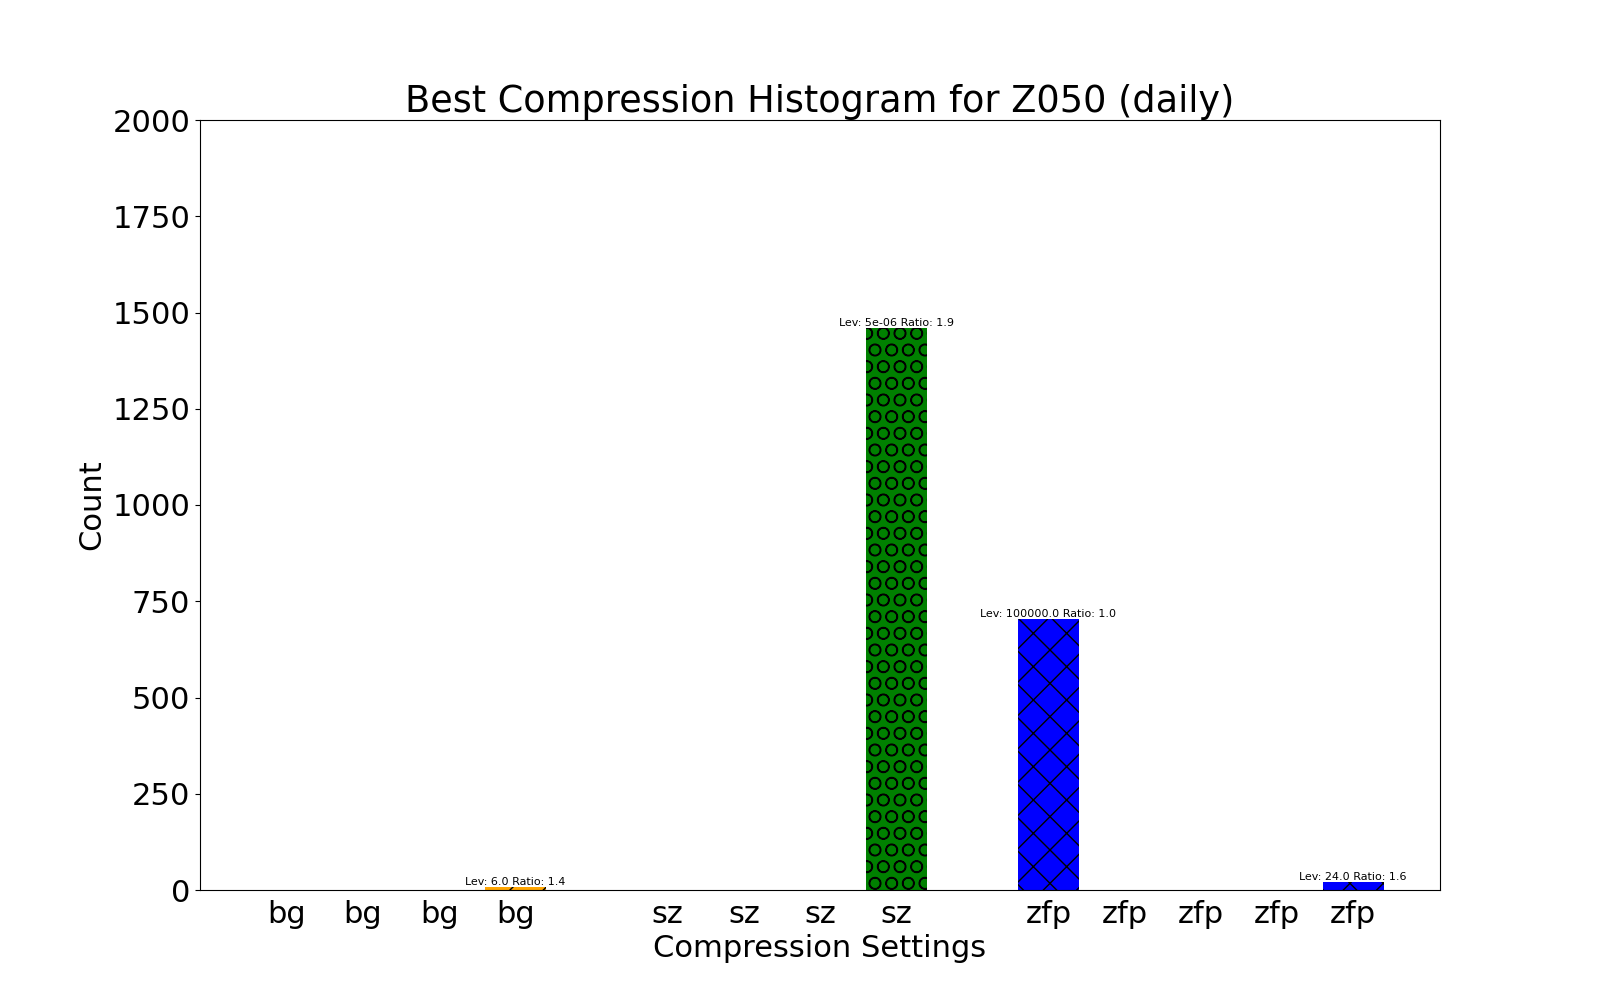 Best Compression Histogram for Z050 (daily)
2000
1750
1500
1250
1000
750
500
250
0
Count
Lev: 6.0 Ratio: 1.4
Lev: 5e-06 Ratio: 1.9
Lev: 100000.0 Ratio: 1.0
Lev: 24.0 Ratio: 1.6
bg bg bg bg sz sz sz sz zfp zfp zfp zfp zfp
Compression Settings